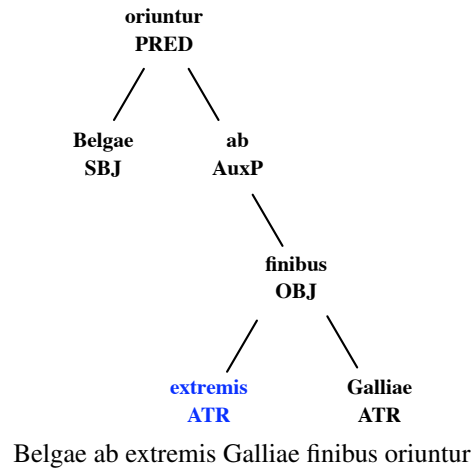 oriuntur
PRED
Belgae ab
SBJ AuxP
finibus
OBJ
extremis Galliae
ATR ATR
Belgae ab extremis Galliae finibus oriuntur